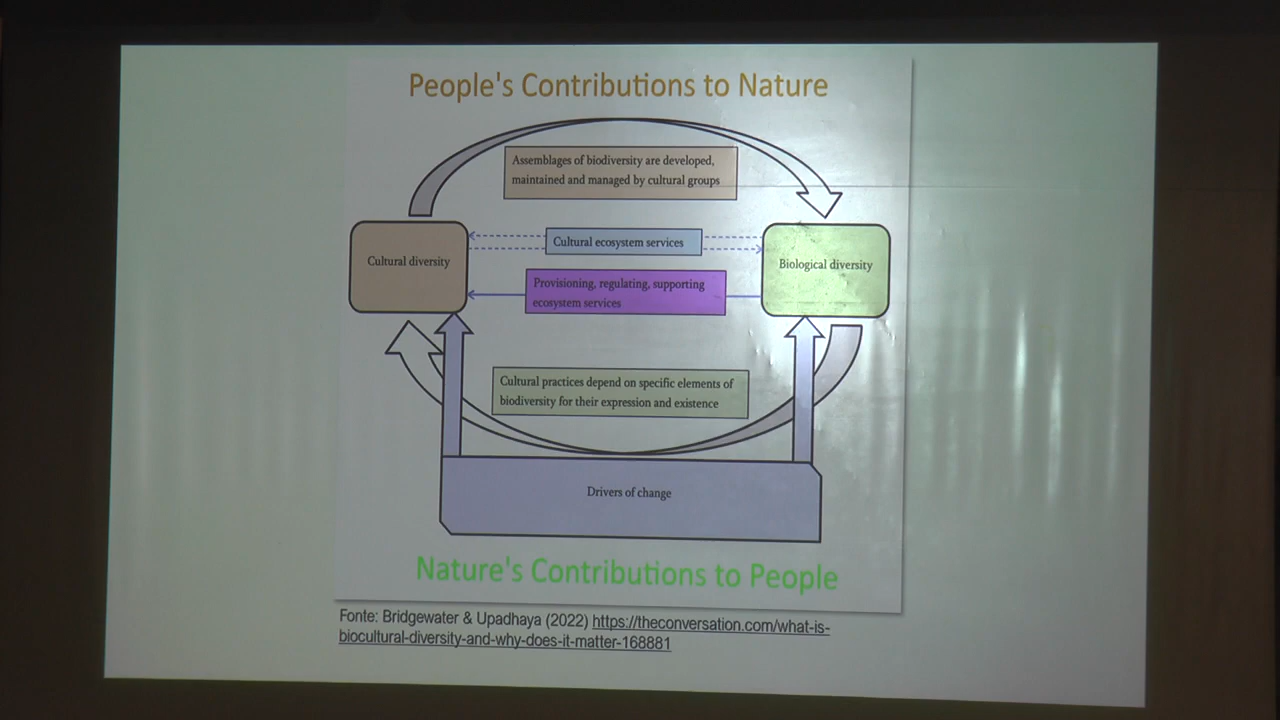 People's Contributions to Nature
Assemblages of biodiversity are developed,
maintained and managed by cultural groups
Cultural ecosystem services
Cultural diversity
Biological diversity
Provisioning, regulating, supporting
ecosystem services
Cultural practices depend on specific elements of
biodiversity for their expression and existence
Drivers of change
Nature's Contributions to People
Fonte: Bridgewater & Upadhaya (2022) https://theconversation.com/what-is-
biocultural-diversity-and-why-does-it-matter-168881